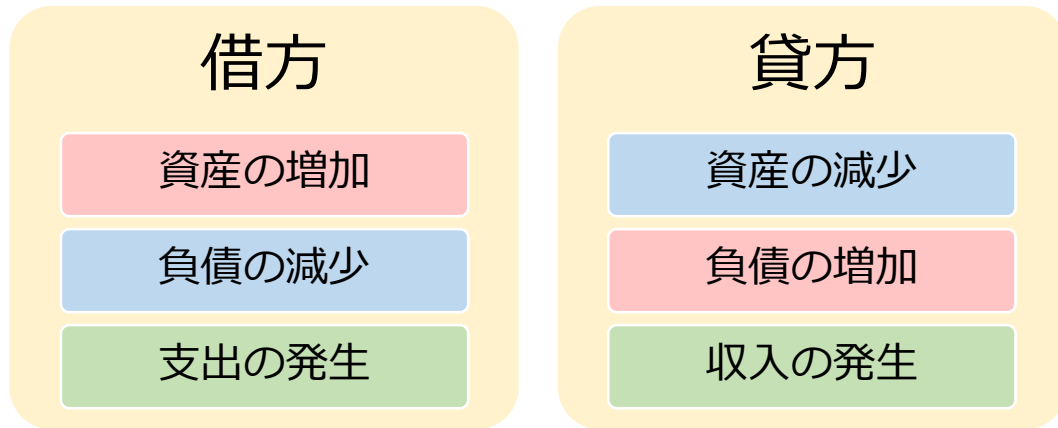 借方
資産の増加
負債の減少
支出の発生
貸方
資産の減少
負債の増加
収入の発生